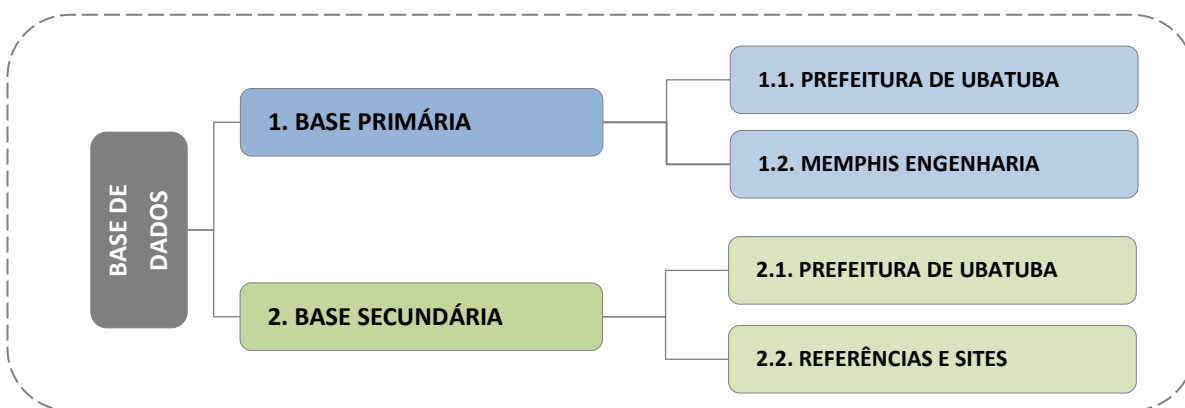 BASE DE
DADOS
1. BASE PRIMÁRIA
1.1. PREFEITURA DE UBATUBA
1.2. MEMPHIS ENGENHARIA
2. BASE SECUNDÁRIA
2.1. PREFEITURA DE UBATUBA
2.2. REFERÊNCIAS E SITES